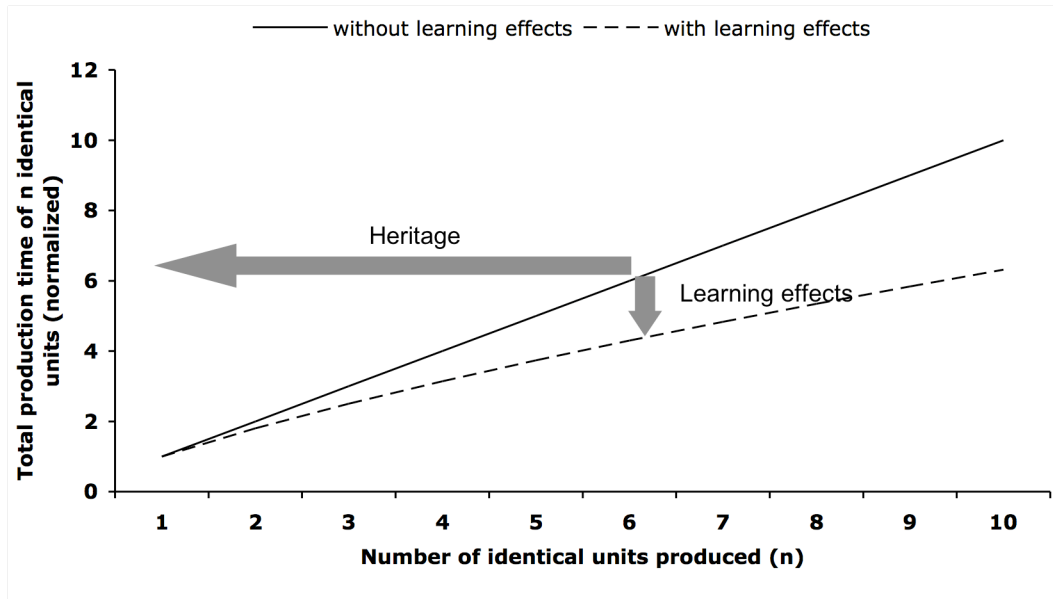 without learning effects
with learning effects
Total production time of n identical
units (normalized)
12
10
8
6
4
2
0
Heritage
Learning effects
1 2 3 4 5 6 7 8 9 10
Number of identical units produced (n)